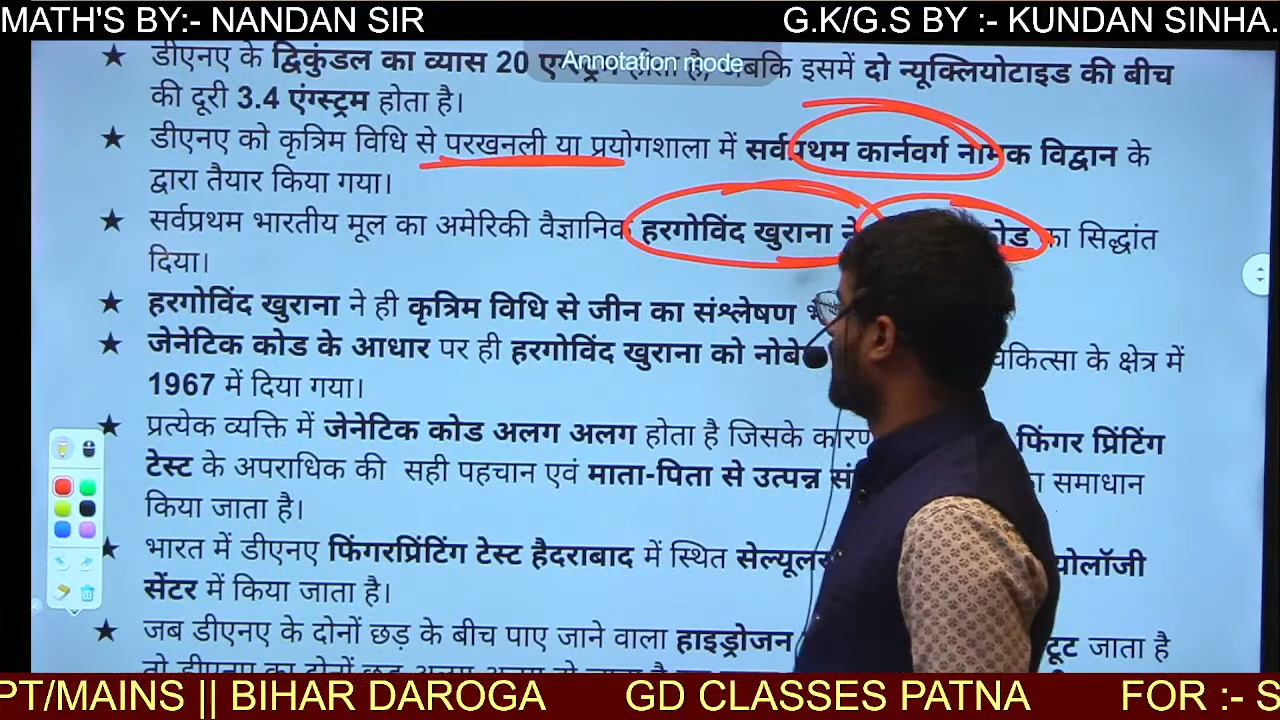 MATH'S BY:- NANDAN SIR
G.K/G.S BY :- KUNDAN SINHA.
Annotation mode
★ डीएनए के द्विकुंडल का व्यास 20 होता है, जबकि इसमें दो न्यूक्लियोटाइड की बीच
की दूरी 3.4 एंग्स्ट्रम होता है।
★ डीएनए को कृत्रिम विधि से परखनली या प्रयोगशाला में सर्वप्रथम कार्नवर्ग नामक विद्वान के
द्वारा तैयार किया गया।
★ सर्वप्रथम भारतीय मूल का अमेरिकी वैज्ञानिक हरगोविंद खुराना ने कोड का सिद्धांत
दिया।
★ हरगोविंद खुराना ने ही कृत्रिम विधि से जीन का संश्लेषण
★ जेनेटिक कोड के आधार पर ही हरगोविंद खुराना को के क्षेत्र में
1967 में दिया गया।
★ प्रत्येक व्यक्ति में जेनेटिक कोड अलग अलग होता है जिसके कारण फिंगर प्रिंटिंग
टेस्ट के अपराधिक की सही पहचान एवं माता-पिता से उत्पन्न समाधान
किया जाता है।
★ भारत में डीएनए फिंगरप्रिंटिंग टेस्ट हैदराबाद में स्थित
सेंटर में किया जाता है।
★ जब डीएनए के दोनों छड़ के बीच पाए जाने वाला हाइड्रोजन टूट जाता है
PT/MAINS || BIHAR DAROGA GD CLASSES PATNA FOR :- S